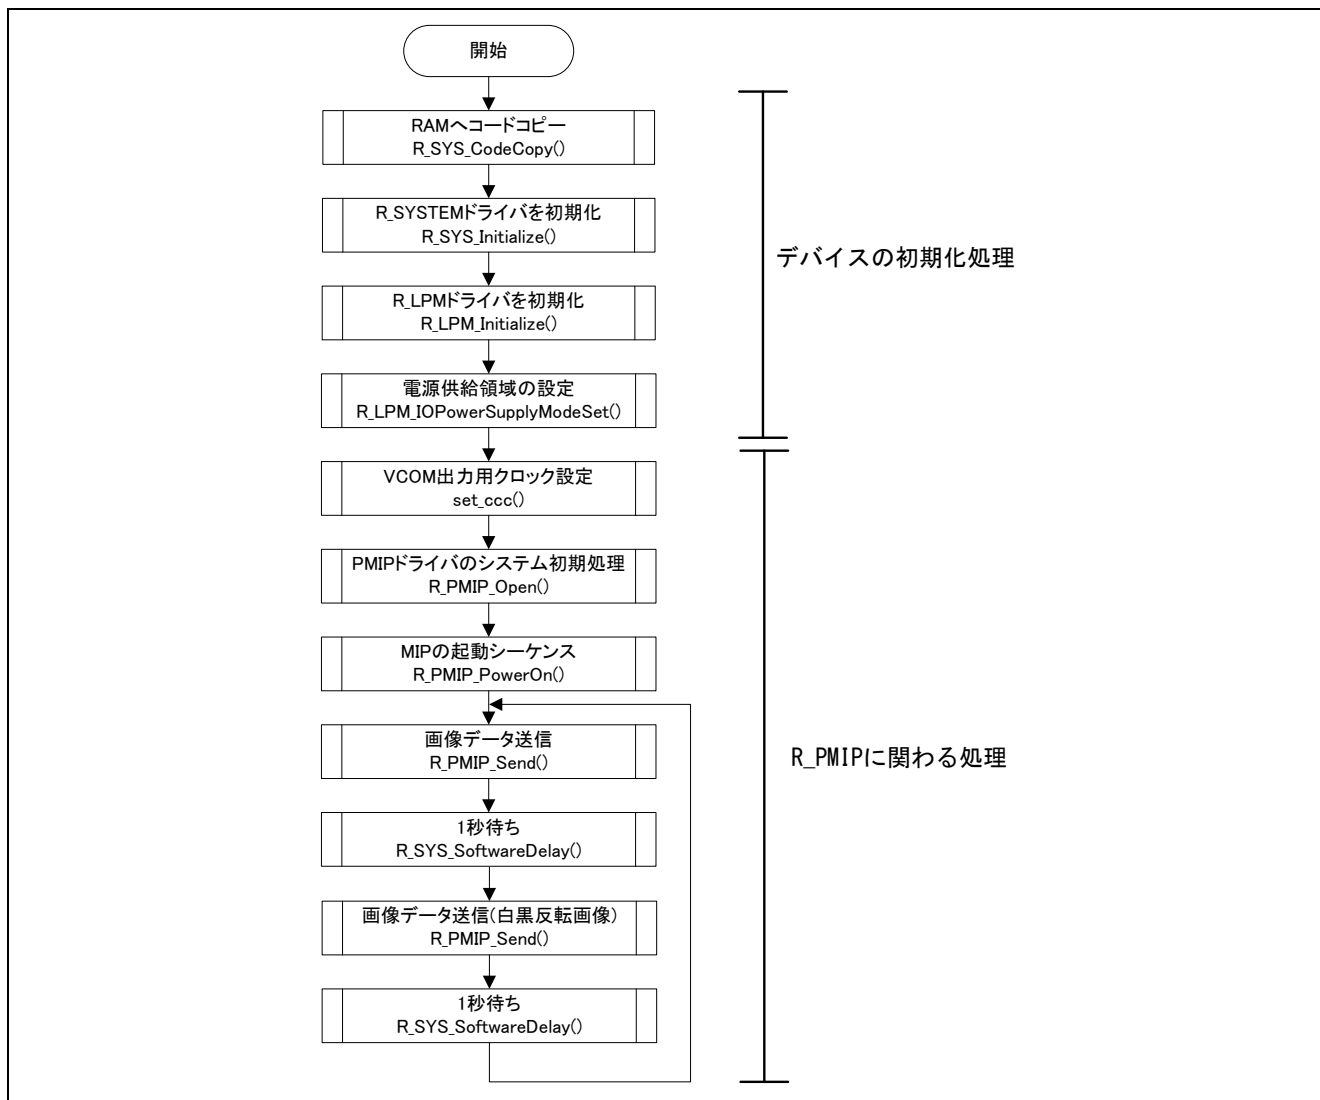 開始
RAMへコードコピー
R_SYS_CodeCopy()
R_SYSTEMドライバを初期化
R_SYS_Initialize()
R_LPMドライバを初期化
R_LPM_Initialize()
電源供給領域の設定
R_LPM_IOPowerSupplyModeSet()
デバイスの初期化処理
VCOM出力用クロック設定
set_ccc()
PMIPドライバのシステム初期処理
R_PMIP_Open()
MIPの起動シーケンス
R_PMIP_PowerOn()
画像データ送信
R_PMIP_Send()
1秒待ち
R_SYS_SoftwareDelay()
画像データ送信(白黒反転画像)
R_PMIP_Send()
1秒待ち
R_SYS_SoftwareDelay()
R_PMIPに関わる処理